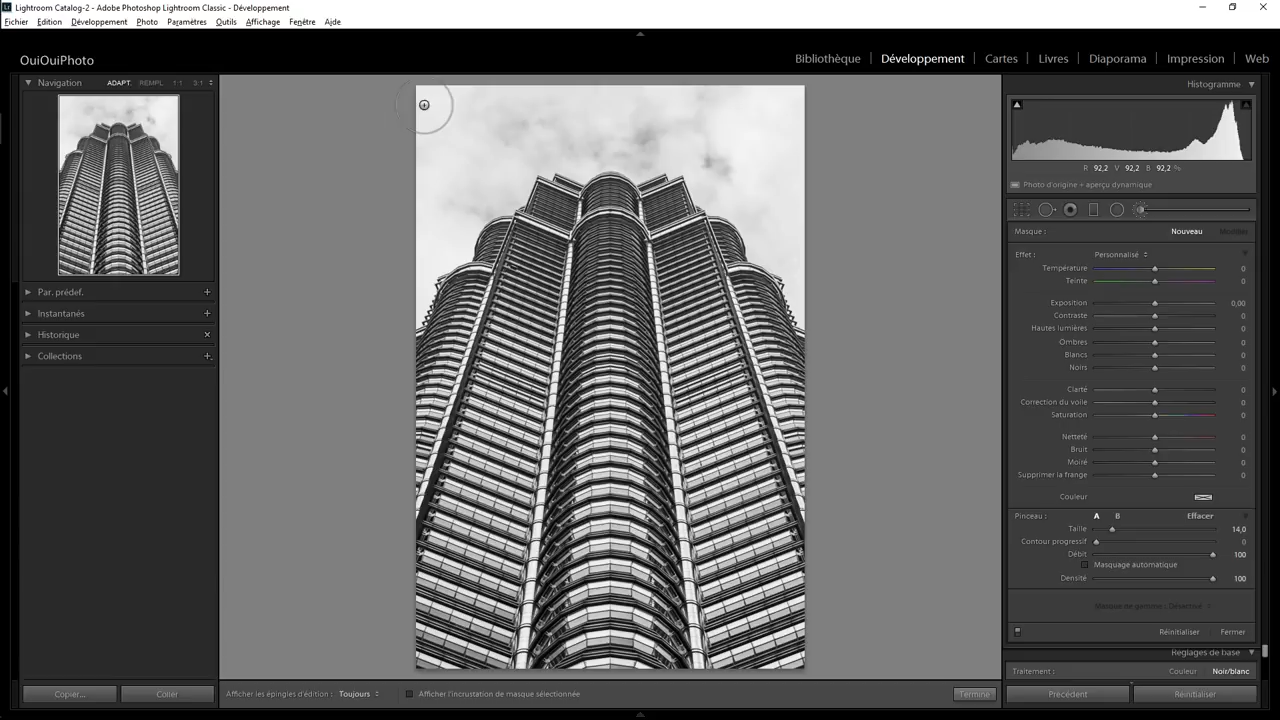 Lightroom Catalog-2 - Adobe Photoshop Lightroom Classic - Développement
Fichier Edition Développement Photo Paramètres Outils Affichage Fenêtre Aide
OuiOuiPhoto
Bibliothèque | Développement | Cartes | Livres | Diaporama | Impression | Web
Navigation ADAPT. REMPL. 1:1 3:1
Par. prédef.
Instantanés
Historique
Collections
Copier...
Coller
Afficher les épingles d'édition : Toujours
Afficher l'incrustation de masque sélectionnée
Terminé
Histogramme
R 92,2 V 92,2 B 92,2 %
Photo d'origine + aperçu dynamique
Masque : Nouveau Modifier
Effet : Personnalisé
Température 0
Teinte 0
Exposition 0,00
Contraste 0
Hautes lumières 0
Ombres 0
Blancs 0
Noirs 0
Clarté 0
Correction du voile 0
Saturation 0
Netteté 0
Bruit 0
Moiré 0
Supprimer la frange 0
Couleur
Pinceau : A B Effacer
Taille 14,0
Contour progressif 0
Débit 100
Masquage automatique
Densité 100
Masque de gamme : Désactivé
Réinitialiser Fermer
Réglages de base
Traitement : Couleur Noir/blanc
Précédent
Réinitialiser